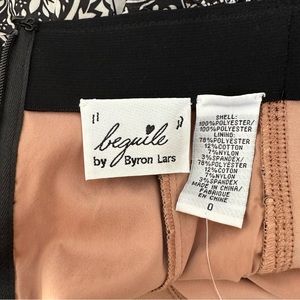 beguile
by Byron Lars
SHELL:
100%POLYESTER/
100%POLYESTER
LINING:
78%POLYESTER
12%COTTON
7%NYLON
3%SPANDEX/
78%POLYESTER
12%COTTON
7%NYLON
3%SPANDEX
MADE IN CHINA/
FABRIQUE
EN CHINE
0